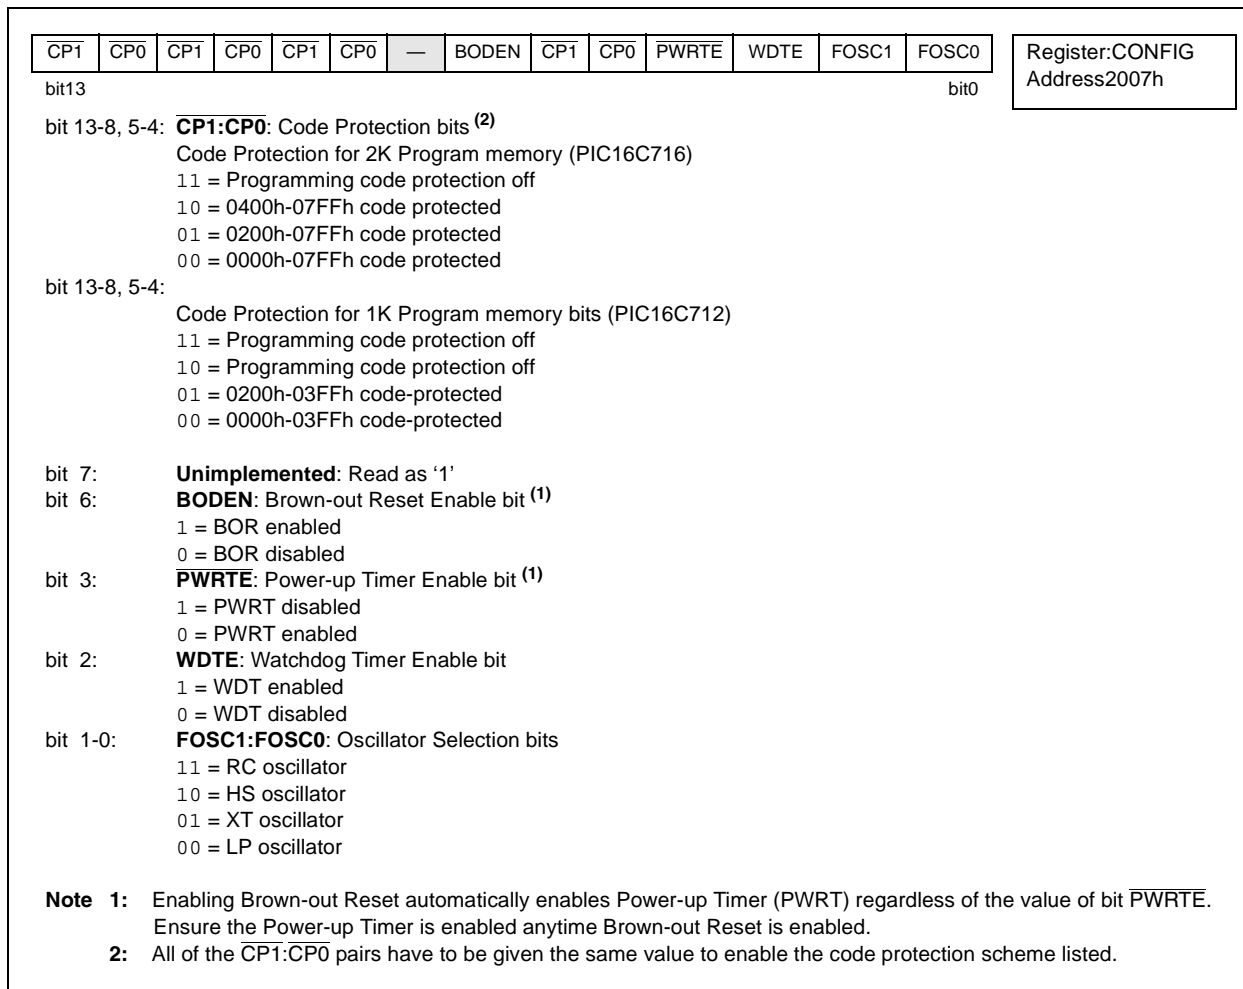 CP1 CP0 CP1 CP0 CP1 CP0 — BODEN CP1 CP0 PWRTE WDTE FOSC1 FOSC0
Register:CONFIG
Address2007h
bit13 bit0
bit 13-8, 5-4: CP1:CP0: Code Protection bits (2)
Code Protection for 2K Program memory (PIC16C716)
11 = Programming code protection off
10 = 0400h-07FFh code protected
01 = 0200h-07FFh code protected
00 = 0000h-07FFh code protected
bit 13-8, 5-4:
Code Protection for 1K Program memory bits (PIC16C712)
11 = Programming code protection off
10 = Programming code protection off
01 = 0200h-03FFh code-protected
00 = 0000h-03FFh code-protected
bit 7: Unimplemented: Read as ‘1’
bit 6: BODEN: Brown-out Reset Enable bit (1)
1 = BOR enabled
0 = BOR disabled
bit 3: PWRTE: Power-up Timer Enable bit (1)
1 = PWRT disabled
0 = PWRT enabled
bit 2: WDTE: Watchdog Timer Enable bit
1 = WDT enabled
0 = WDT disabled
bit 1-0: FOSC1:FOSC0: Oscillator Selection bits
11 = RC oscillator
10 = HS oscillator
01 = XT oscillator
00 = LP oscillator
Note 1: Enabling Brown-out Reset automatically enables Power-up Timer (PWRT) regardless of the value of bit PWRTE.
Ensure the Power-up Timer is enabled anytime Brown-out Reset is enabled.
2: All of the CP1:CP0 pairs have to be given the same value to enable the code protection scheme listed.